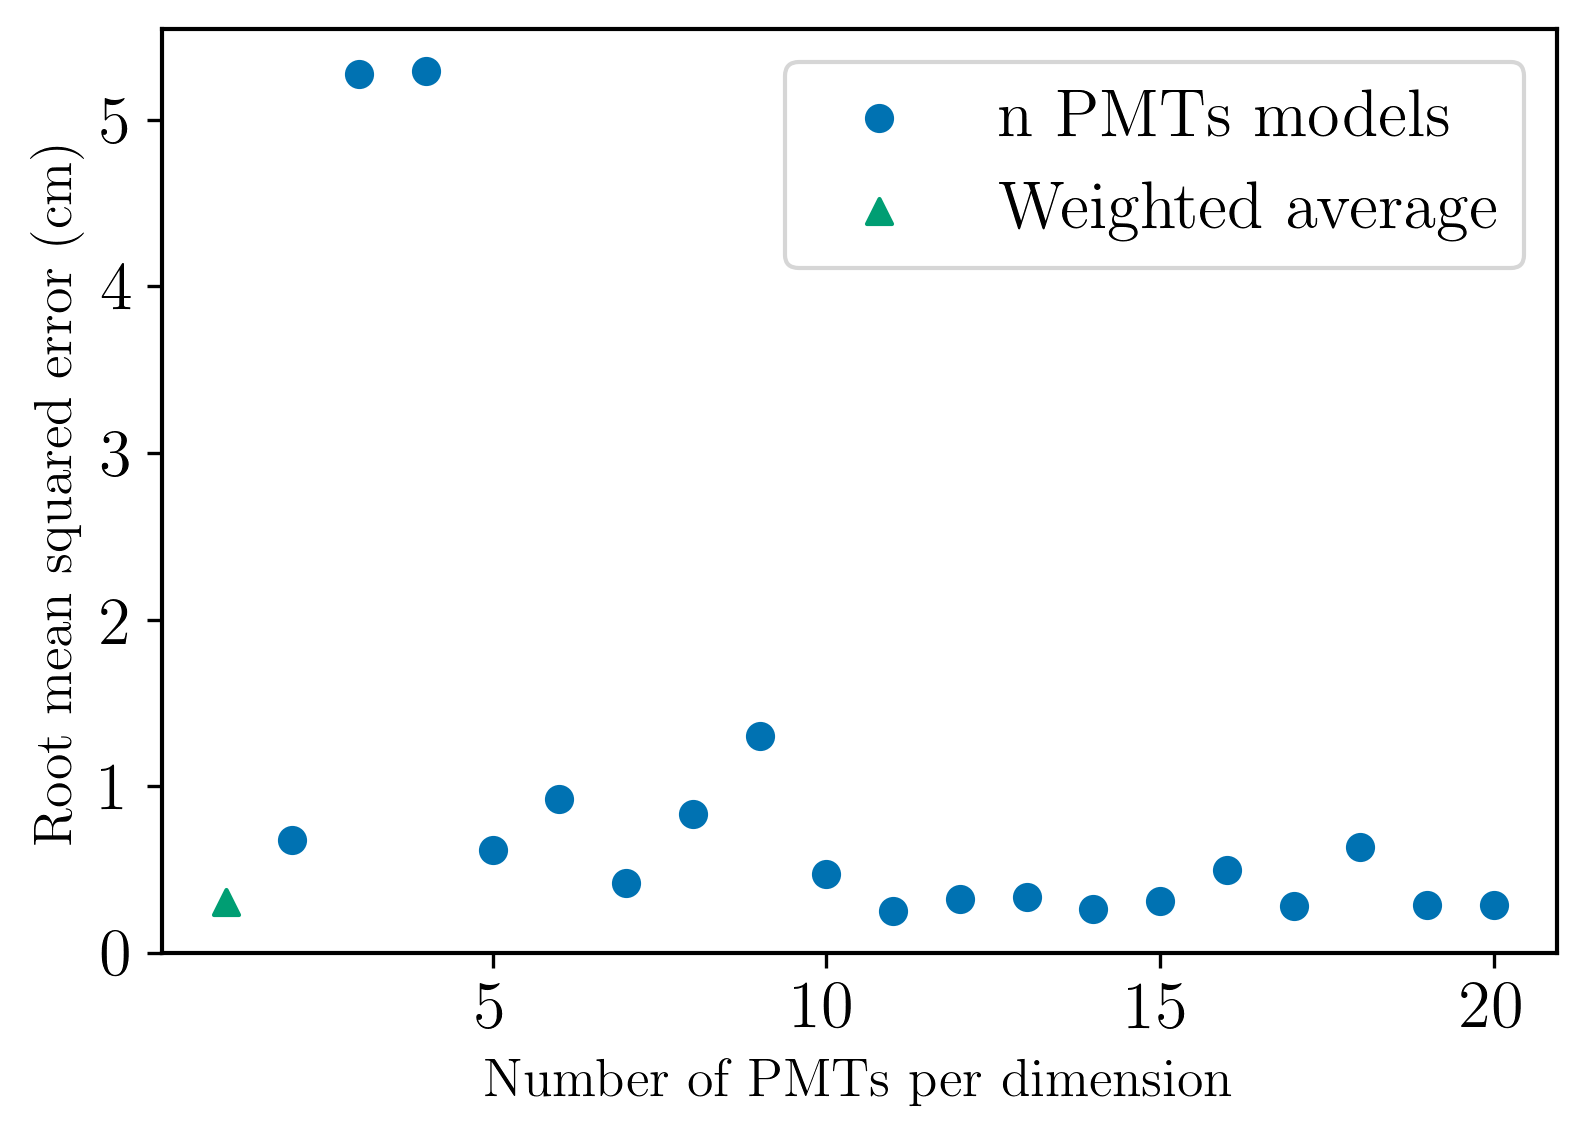 n PMTs models
Weighted average
Root mean squared error (cm)
5
4
3
2
1
0
5 10 15 20
Number of PMTs per dimension